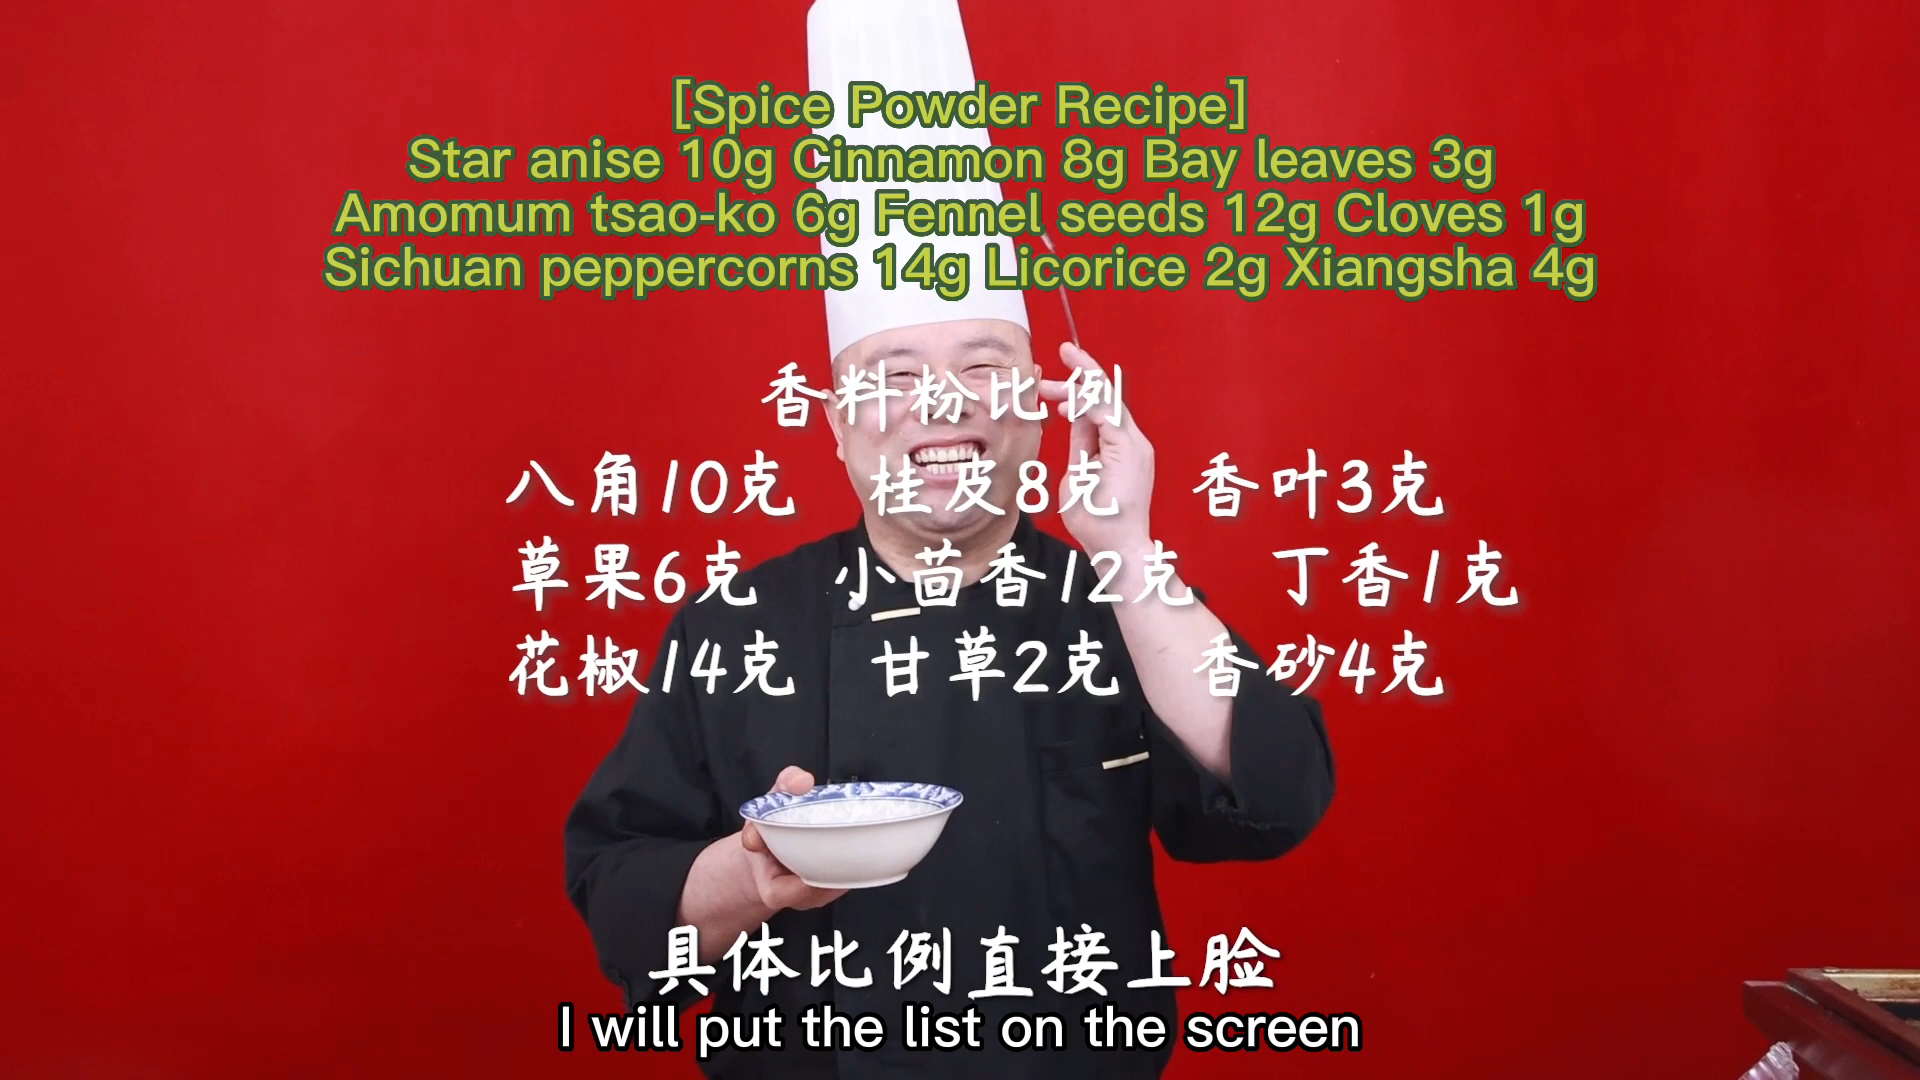 [Spice Powder Recipe]
Star anise 10g Cinnamon 8g Bay leaves 3g
Amomum tsao-ko 6g Fennel seeds 12g Cloves 1g
Sichuan peppercorns 14g Licorice 2g Xiangsha 4g
香料粉比例
八角10克 桂皮8克 香叶3克
草果6克 小茴香12克 丁香1克
花椒14克 甘草2克 香砂4克
具体比例直接上脸
I will put the list on the screen